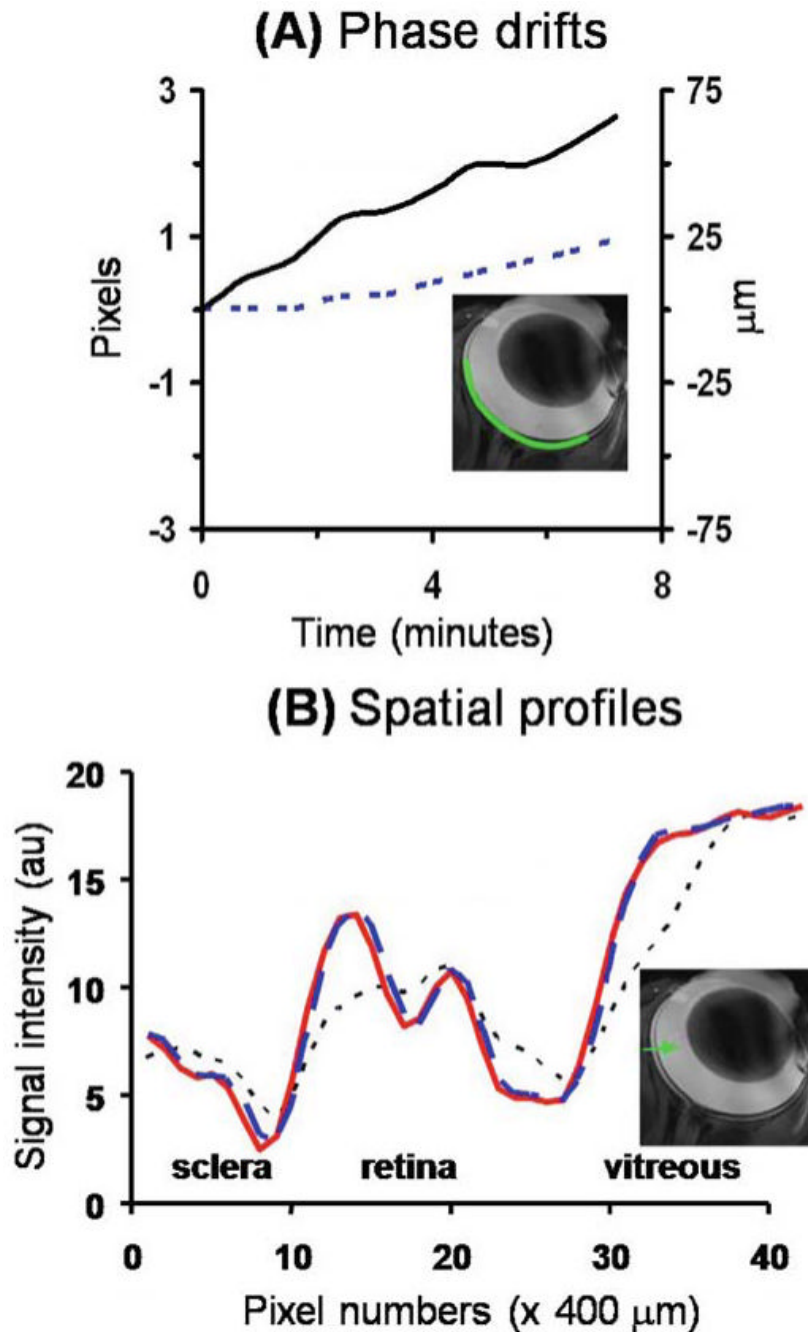 (A) Phase drifts
3
1
-1
-3
Pixels
75
25
-25
-75
μm
0 4 8
Time (minutes)
(B) Spatial profiles
20
15
10
5
0
Signal intensity (au)
sclera retina vitreous
0 10 20 30 40
Pixel numbers (x 400 μm)